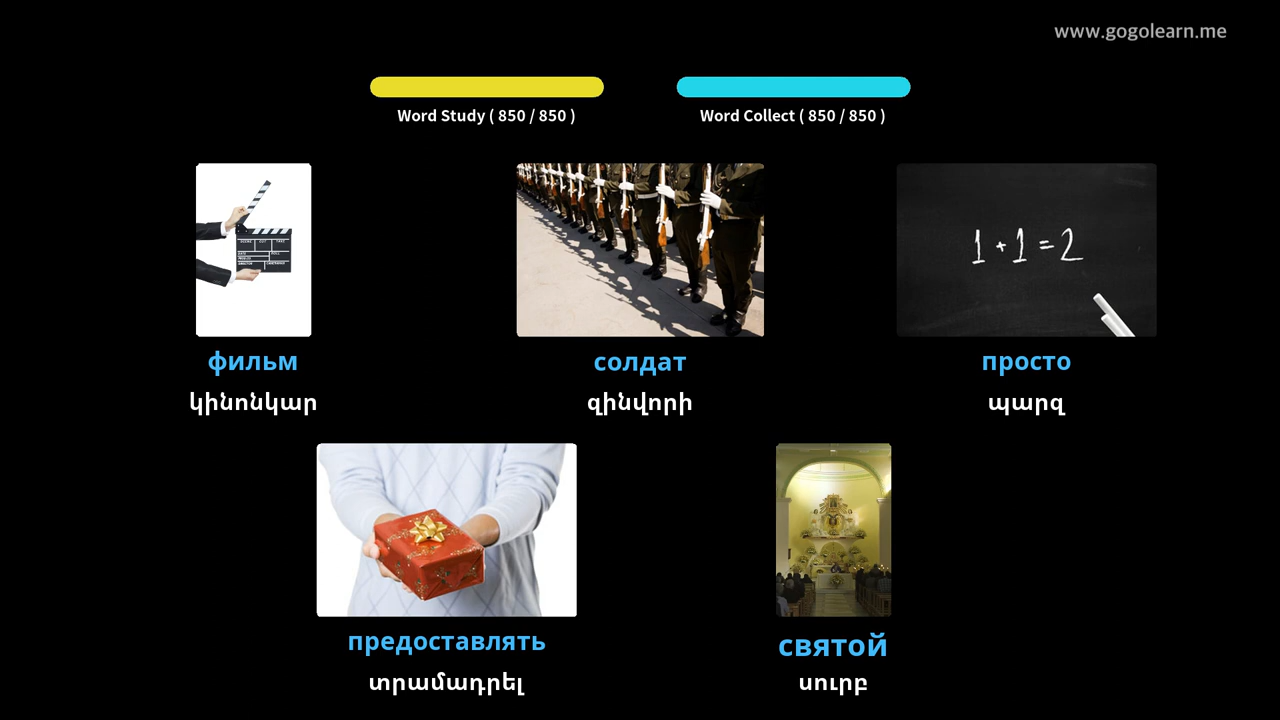 www.gogolearn.me
Word Study ( 850 / 850 )
Word Collect ( 850 / 850 )
1 + 1 = 2
фильм
солдат
просто
կինոնկար
զինվորի
պարզ
предоставлять
святой
տրամադրել
սուրբ